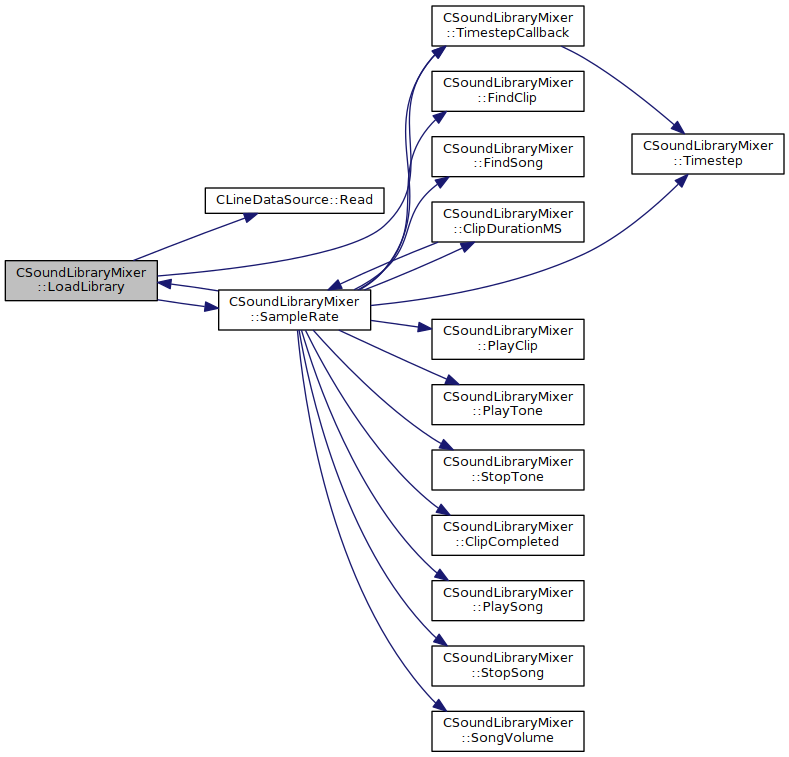 CSoundLibraryMixer
::LoadLibrary
CLineDataSource::Read
CSoundLibraryMixer
::SampleRate
CSoundLibraryMixer
::TimestepCallback
CSoundLibraryMixer
::FindClip
CSoundLibraryMixer
::FindSong
CSoundLibraryMixer
::ClipDurationMS
CSoundLibraryMixer
::PlayClip
CSoundLibraryMixer
::PlayTone
CSoundLibraryMixer
::StopTone
CSoundLibraryMixer
::ClipCompleted
CSoundLibraryMixer
::PlaySong
CSoundLibraryMixer
::StopSong
CSoundLibraryMixer
::SongVolume
CSoundLibraryMixer
::Timestep